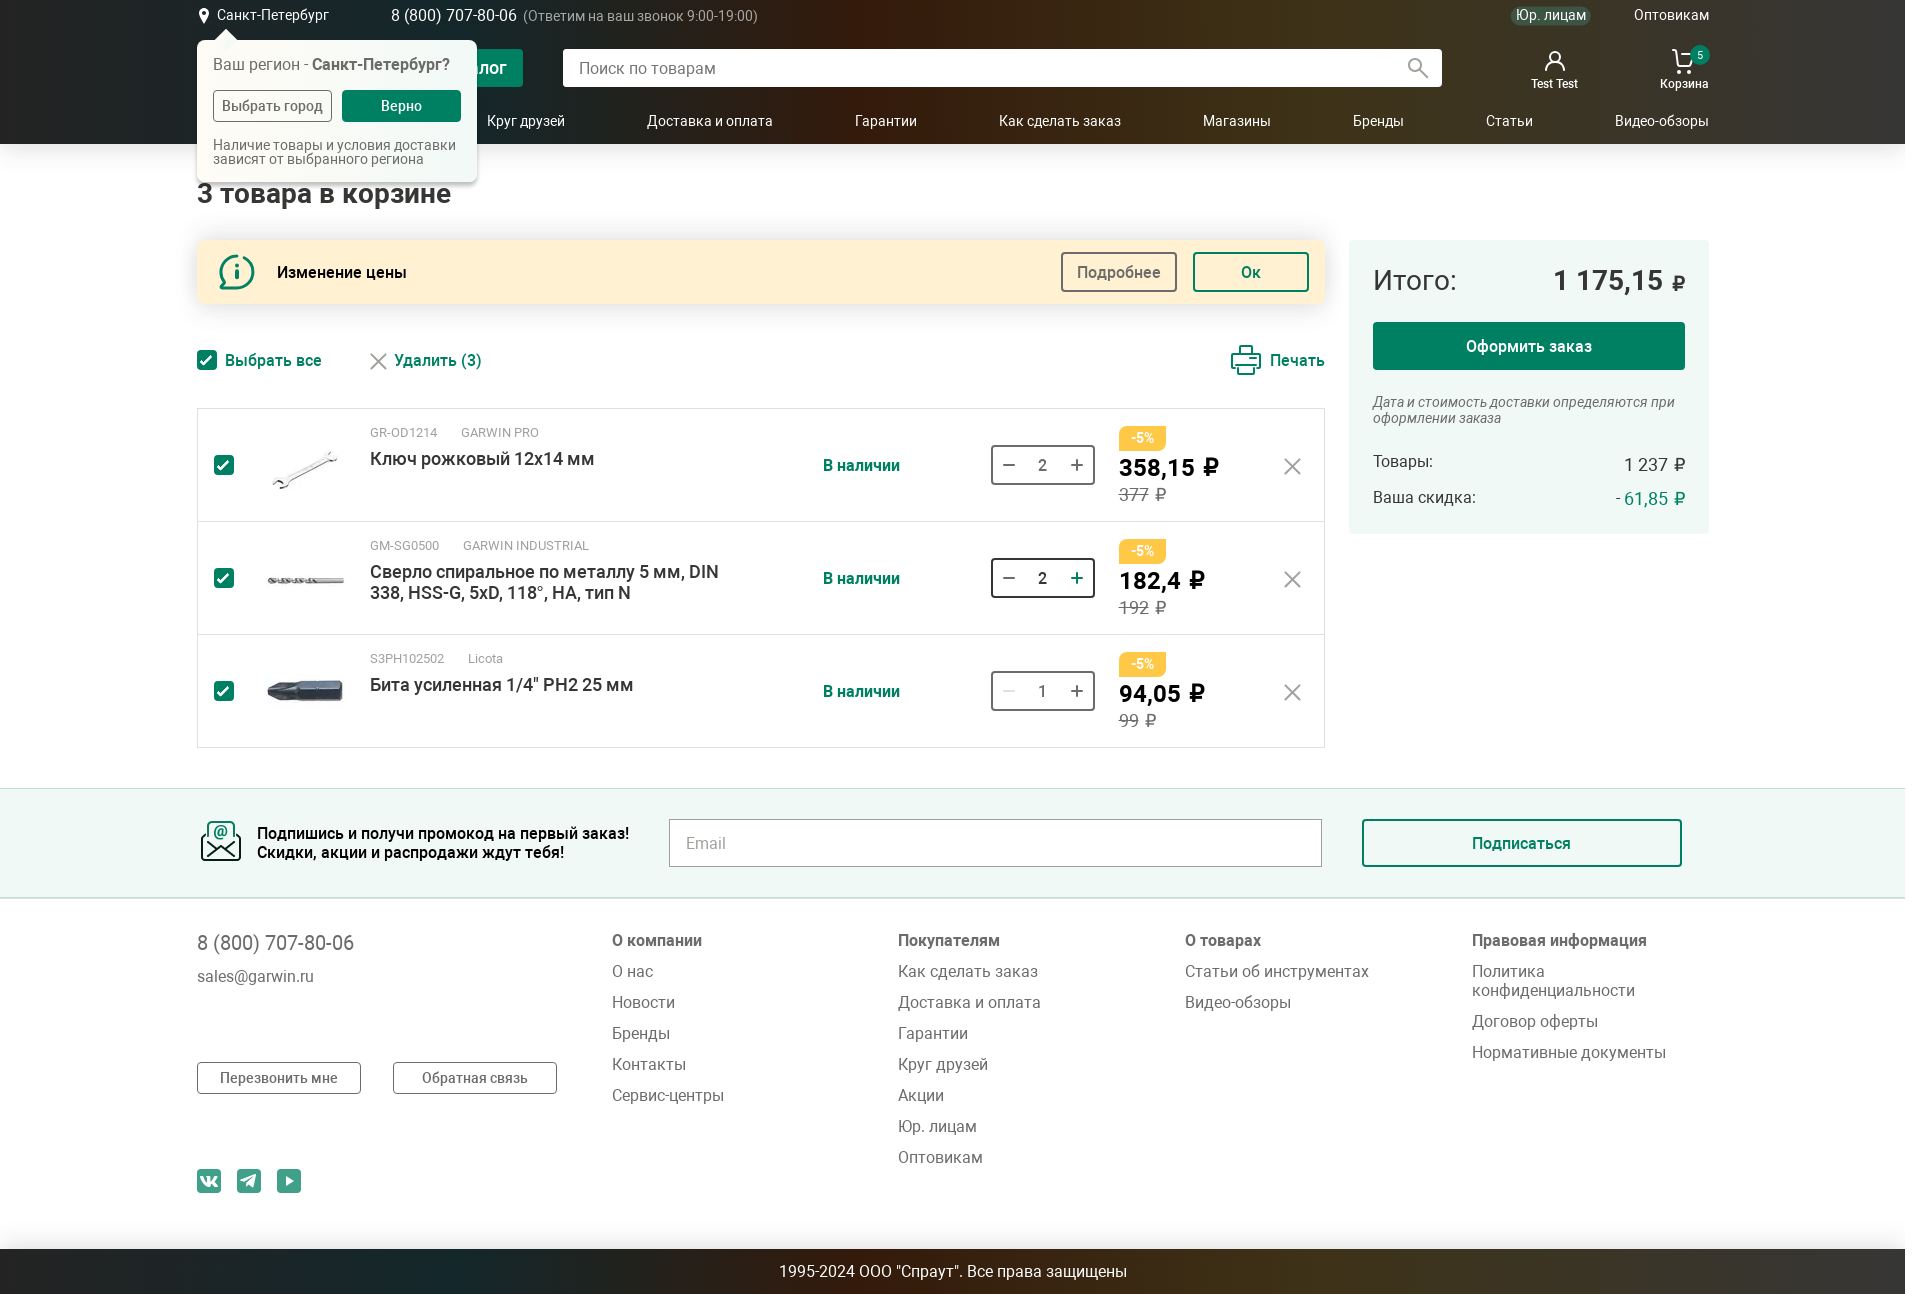 Санкт-Петербург
8 (800) 707-80-06 (Ответим на ваш звонок 9:00-19:00)
Юр. лицам
Оптовикам
Ваш регион - Санкт-Петербург?
Выбрать город
Верно
Наличие товары и условия доставки
зависят от выбранного региона
Поиск по товарам
Test Test
5
Корзина
Круг друзей
Доставка и оплата
Гарантии
Как сделать заказ
Магазины
Бренды
Статьи
Видео-обзоры
3 товара в корзине
Изменение цены
Подробнее
Ок
Выбрать все
Удалить (3)
Печать
GR-OD1214 GARWIN PRO
Ключ рожковый 12х14 мм
В наличии
2
-5%
358,15 ₽
377 ₽
GM-SG0500 GARWIN INDUSTRIAL
Сверло спиральное по металлу 5 мм, DIN
338, HSS-G, 5xD, 118°, HA, тип N
В наличии
2
-5%
182,4 ₽
192 ₽
S3PH102502 Licota
Бита усиленная 1/4" PH2 25 мм
В наличии
1
-5%
94,05 ₽
99 ₽
Итого: 1 175,15 ₽
Оформить заказ
Дата и стоимость доставки определяются при
оформлении заказа
Товары: 1 237 ₽
Ваша скидка: - 61,85 ₽
Подпишись и получи промокод на первый заказ!
Скидки, акции и распродажи ждут тебя!
Email
Подписаться
8 (800) 707-80-06
sales@garwin.ru
Перезвонить мне
Обратная связь
О компании
О нас
Новости
Бренды
Контакты
Сервис-центры
Покупателям
Как сделать заказ
Доставка и оплата
Гарантии
Круг друзей
Акции
Юр. лицам
Оптовикам
О товарах
Статьи об инструментах
Видео-обзоры
Правовая информация
Политика
конфиденциальности
Договор оферты
Нормативные документы
1995-2024 ООО "Спраут". Все права защищены